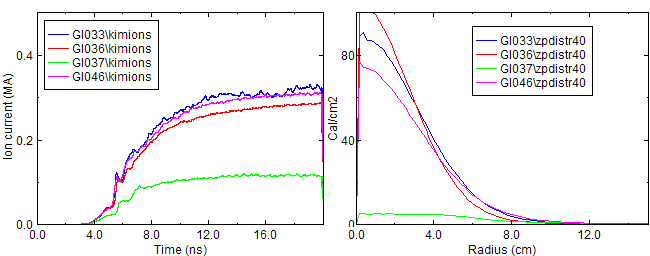 0.4
0.2
0.0
Ion current (MA)
GI033\kimions
GI036\kimions
GI037\kimions
GI046\kimions
0.0 4.0 8.0 12.0 16.0
Time (ns)
80
40
0
Cal/cm2
GI033\zpdistr40
GI036\zpdistr40
GI037\zpdistr40
GI046\zpdistr40
0.0 4.0 8.0 12.0
Radius (cm)